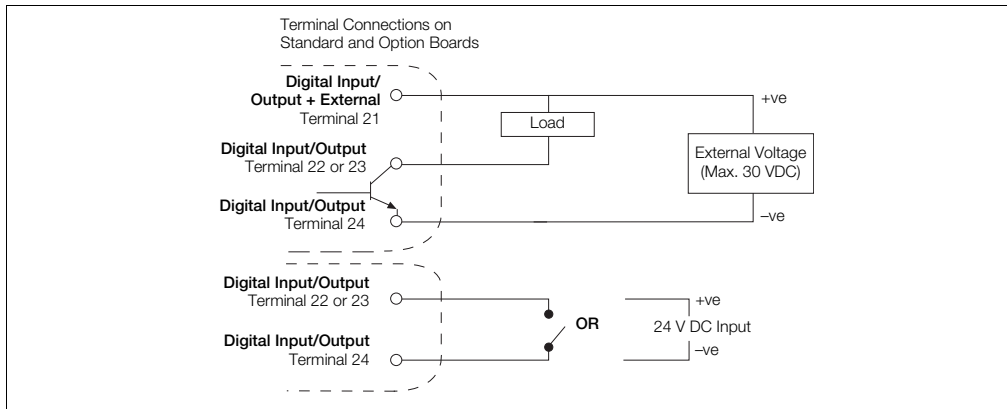 Terminal Connections on
Standard and Option Boards
Digital Input/
Output + External
Terminal 21
+ve
Load
Digital Input/Output
Terminal 22 or 23
External Voltage
(Max. 30 VDC)
Digital Input/Output
Terminal 24
–ve
Digital Input/Output
Terminal 22 or 23
+ve
OR
24 V DC Input
Digital Input/Output
Terminal 24
–ve